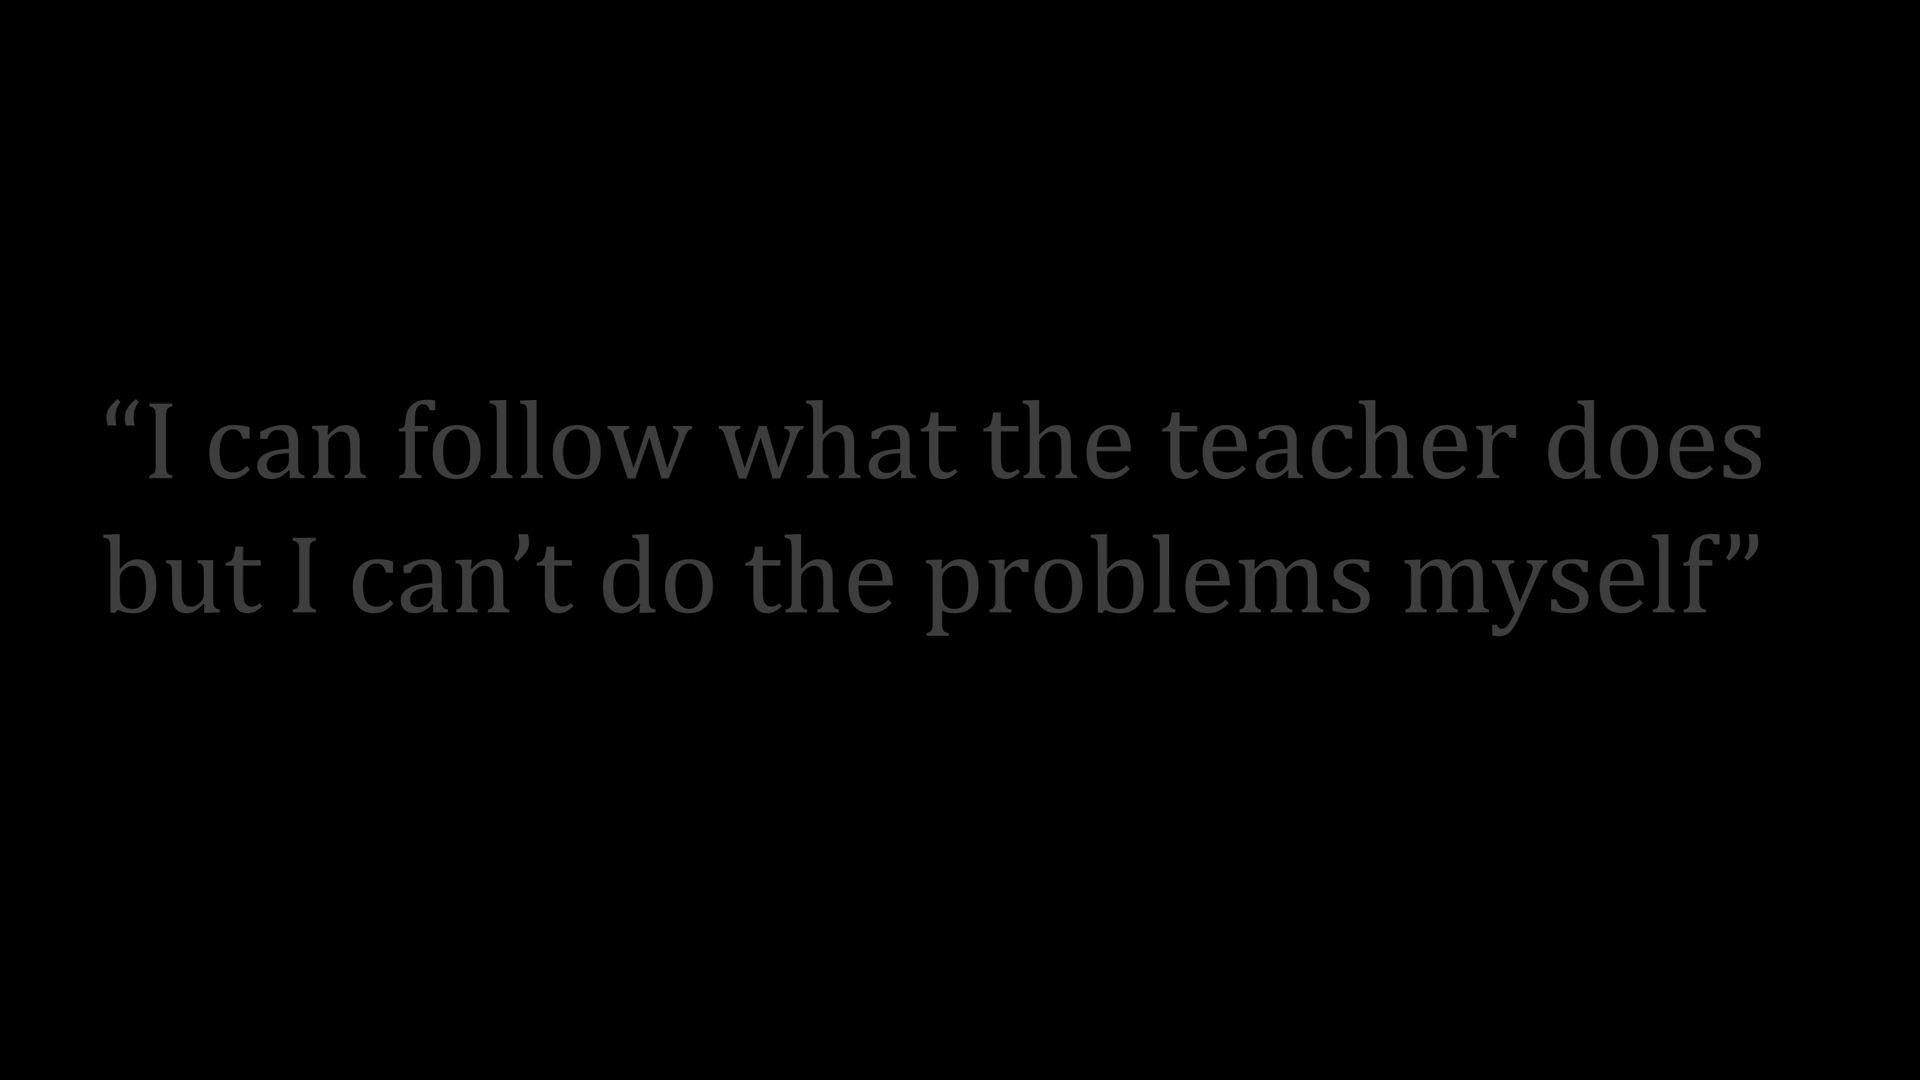 “I can follow what the teacher does
but I can’t do the problems myself”